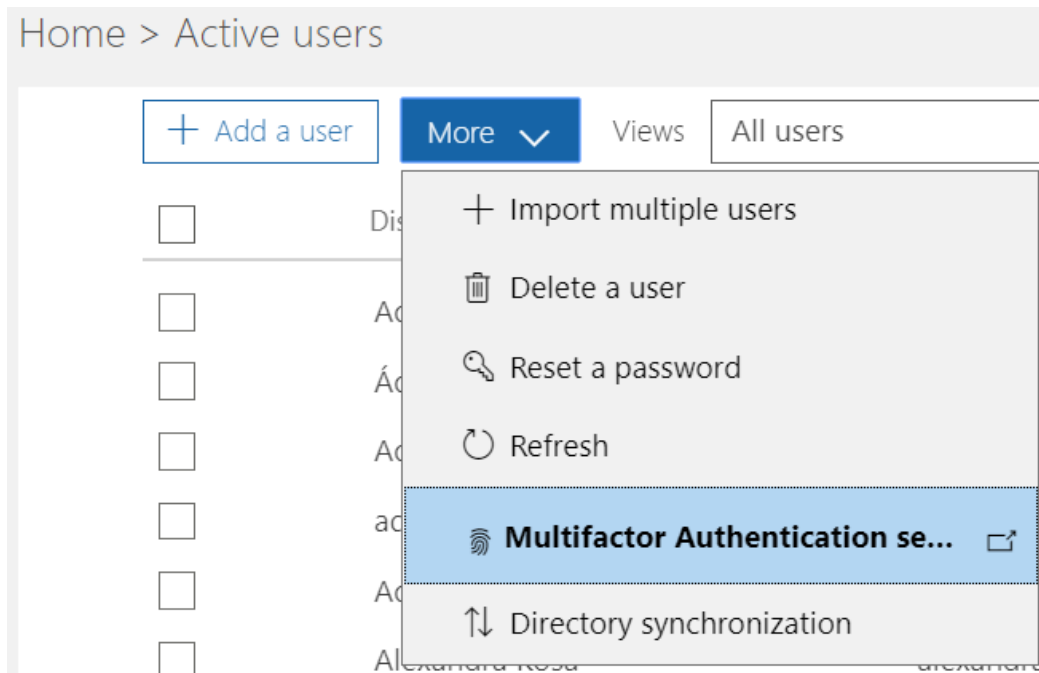 Home > Active users
+ Add a user More Views All users
Import multiple users
Delete a user
Reset a password
Refresh
Multifactor Authentication se...
Directory synchronization